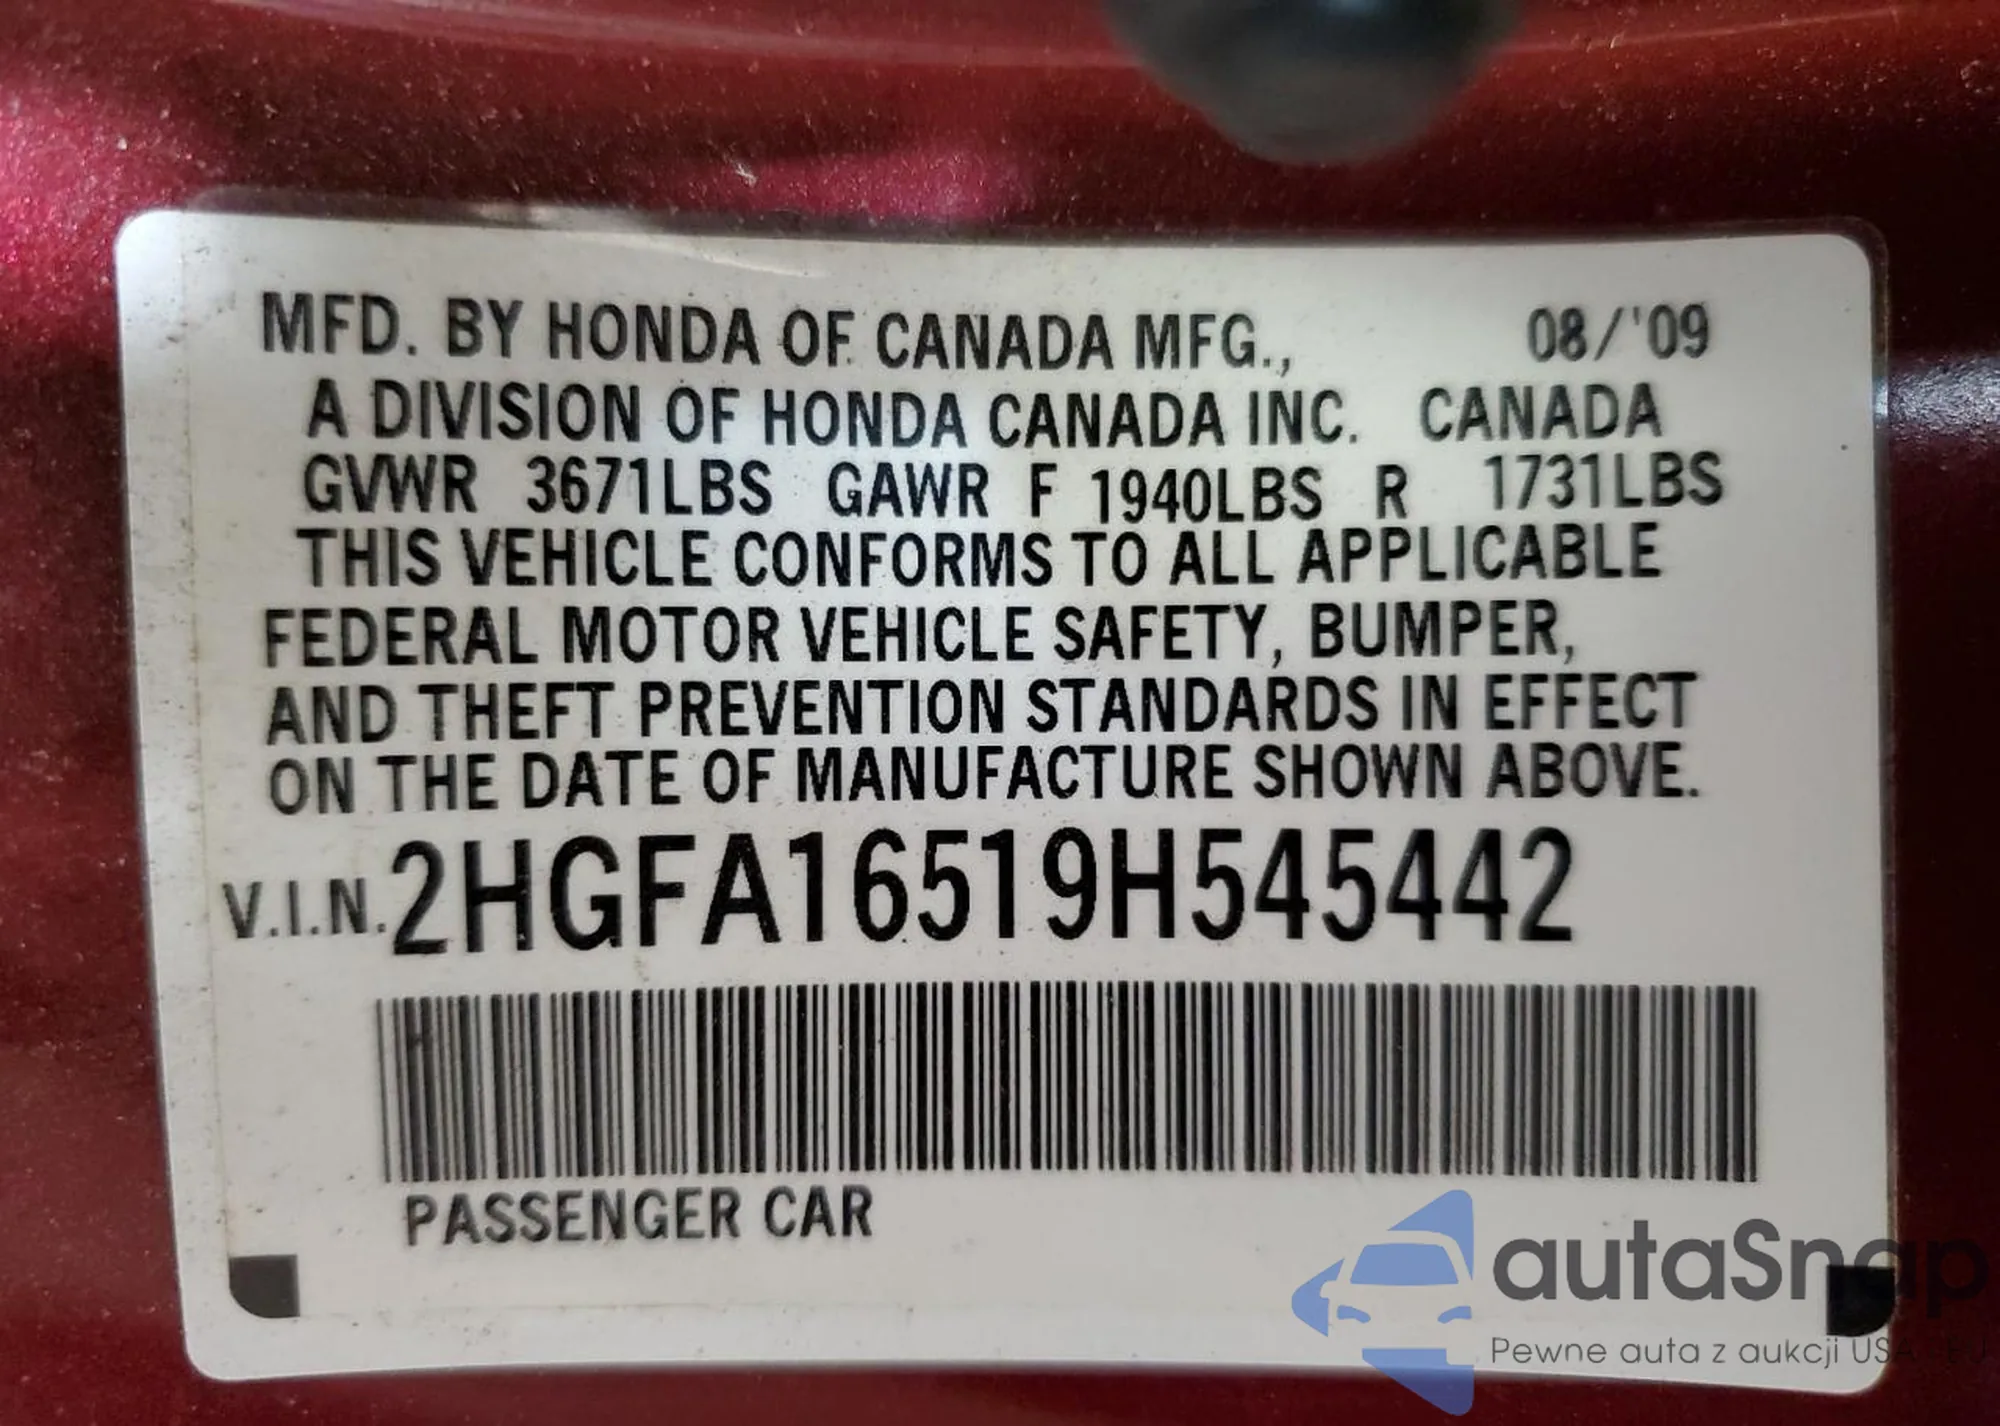 MFD. BY HONDA OF CANADA MFG., 08/'09
A DIVISION OF HONDA CANADA INC. CANADA
GVWR 3671LBS GAWR F 1940LBS R 1731LBS
THIS VEHICLE CONFORMS TO ALL APPLICABLE
FEDERAL MOTOR VEHICLE SAFETY, BUMPER,
AND THEFT PREVENTION STANDARDS IN EFFECT
ON THE DATE OF MANUFACTURE SHOWN ABOVE.
V.I.N. 2HGFA16519H545442
PASSENGER CAR
autaSnap
Pewne auta z aukcji USA - EU